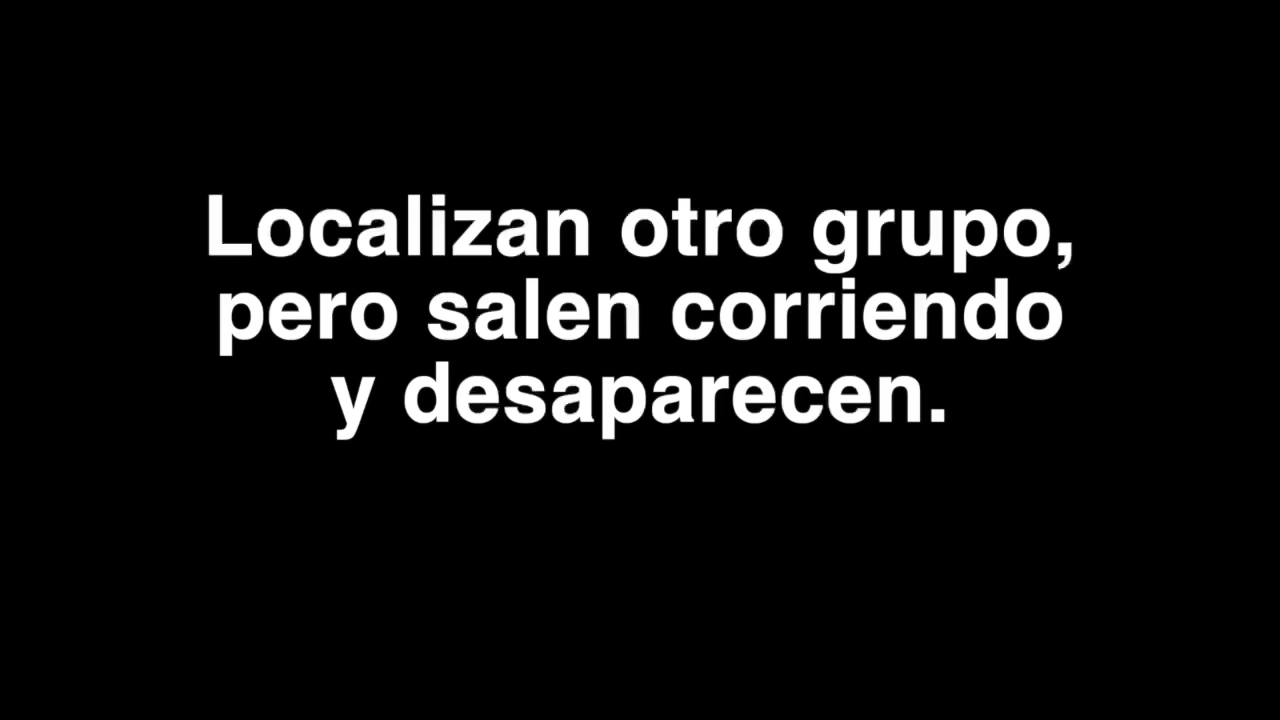 Localizan otro grupo,
pero salen corriendo
y desaparecen.